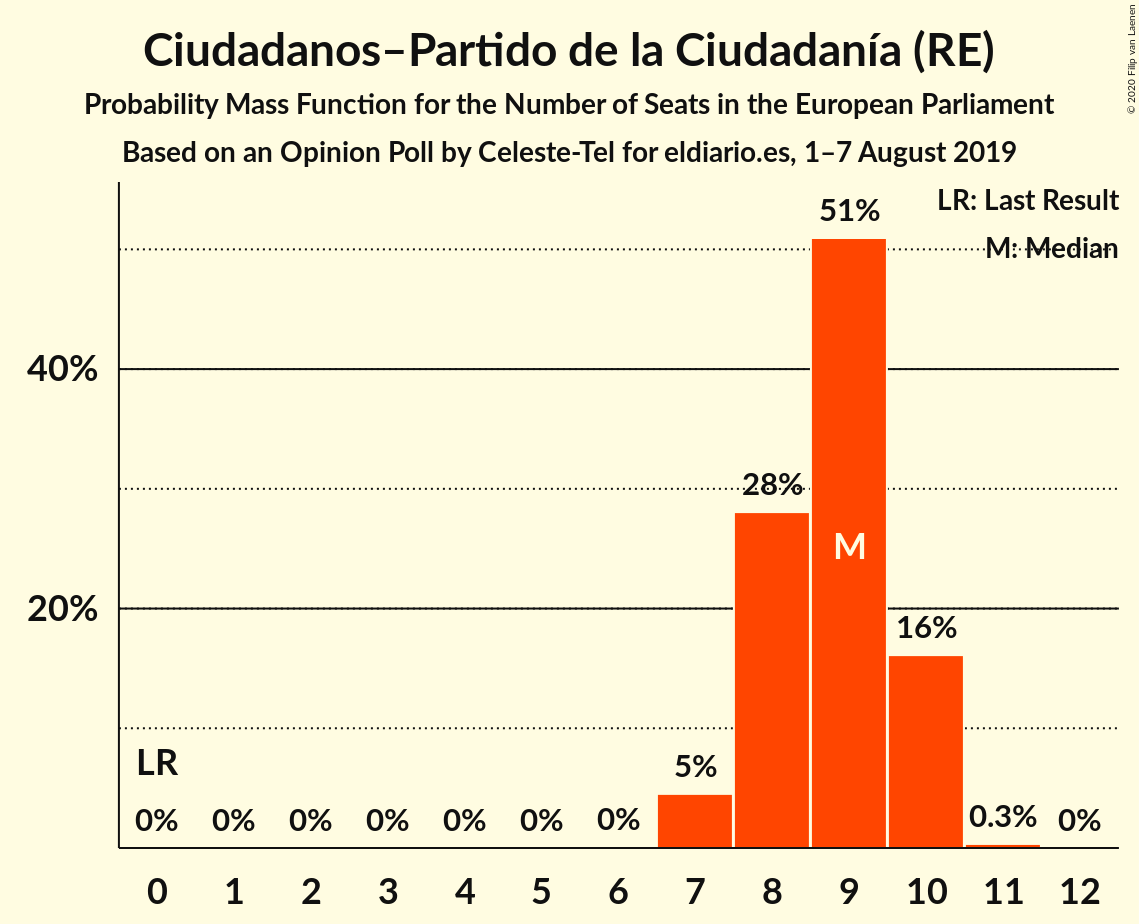 Ciudadanos–Partido de la Ciudadanía (RE)
Probability Mass Function for the Number of Seats in the European Parliament
Based on an Opinion Poll by Celeste-Tel for eldiario.es, 1–7 August 2019
© 2020 Filip van Laenen
LR: Last Result
M: Median
51%
40%
28%
M
20%
16%
LR
5%
0% 0% 0% 0% 0% 0% 0% 0.3% 0%
0 1 2 3 4 5 6 7 8 9 10 11 12